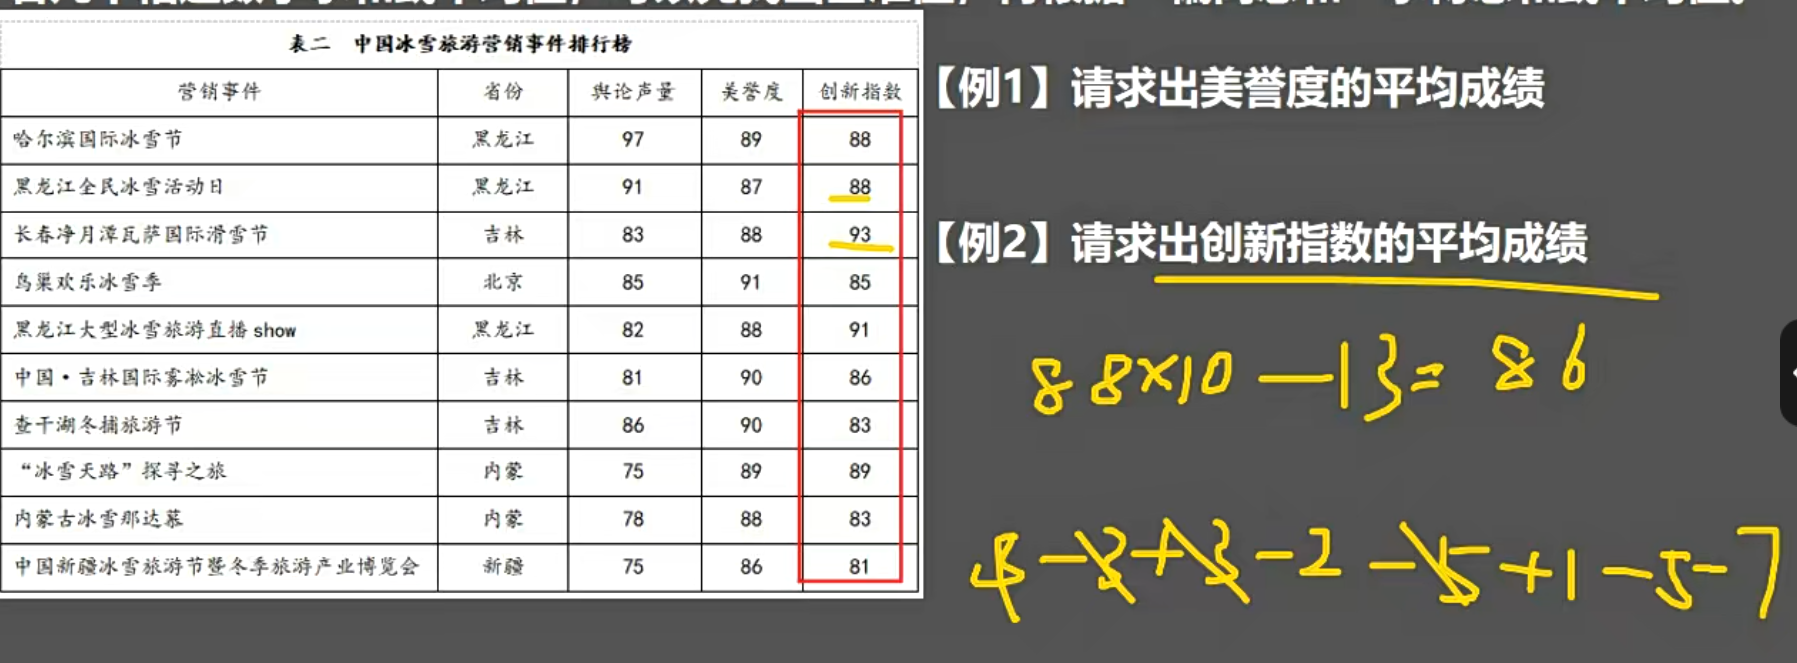 表二 中国冰雪旅游营销事件排行榜
营销事件 省份 舆论声量 美誉度 创新指数
哈尔滨国际冰雪节 黑龙江 97 89 88
黑龙江全民冰雪活动日 黑龙江 91 87 88
长春净月潭瓦萨国际滑雪节 吉林 83 88 93
鸟巢欢乐冰雪季 北京 85 91 85
黑龙江大型冰雪旅游直播show 黑龙江 82 88 91
中国·吉林国际雾凇冰雪节 吉林 81 90 86
查干湖冬捕旅游节 吉林 86 90 83
“冰雪天路”探寻之旅 内蒙 75 89 89
内蒙古冰雪那达慕 内蒙 78 88 83
中国新疆冰雪旅游节暨冬季旅游产业博览会 新疆 75 86 81
【例1】请求出美誉度的平均成绩
【例2】请求出创新指数的平均成绩
88×10-13=86
-3+3-2-5+1-5-7